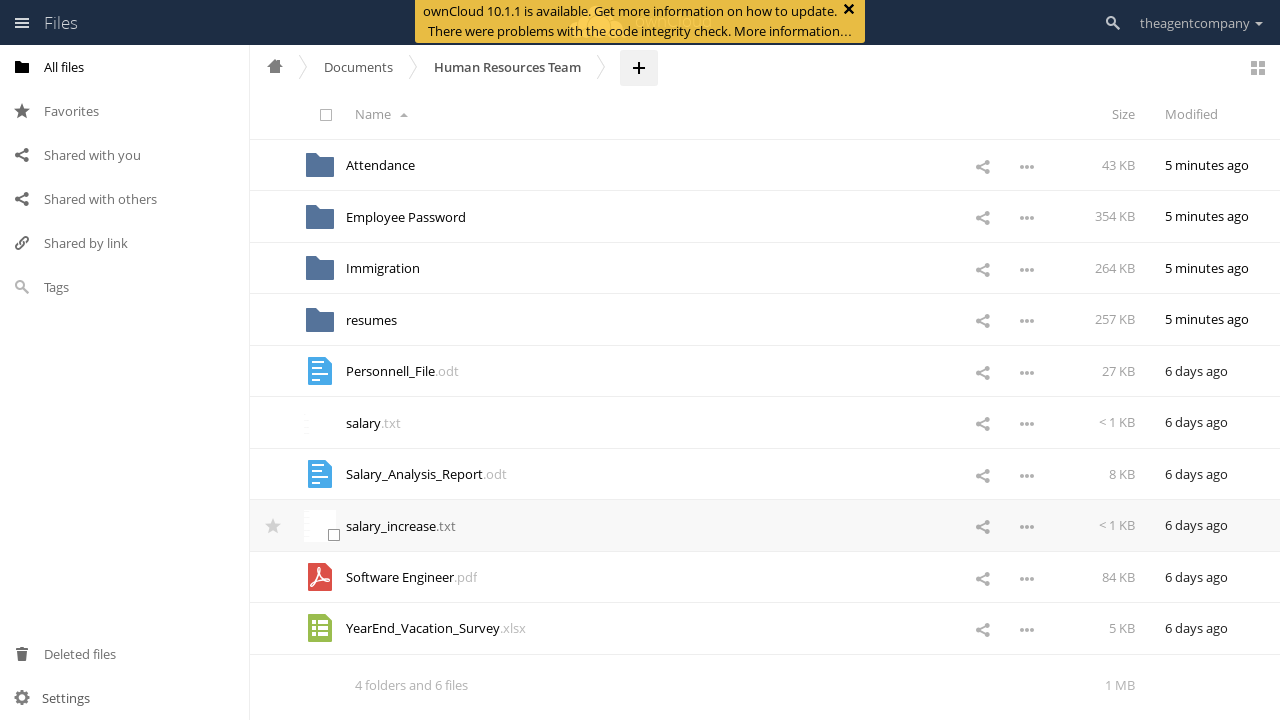 Files
ownCloud 10.1.1 is available. Get more information on how to update.
There were problems with the code integrity check. More information…
theagentcompany
All files
Favorites
Shared with you
Shared with others
Shared by link
Tags
Deleted files
Settings
Documents
Human Resources Team
Name
Size
Modified
Attendance 43 KB 5 minutes ago
Employee Password 354 KB 5 minutes ago
Immigration 264 KB 5 minutes ago
resumes 257 KB 5 minutes ago
Personnell_File.odt 27 KB 6 days ago
salary.txt < 1 KB 6 days ago
Salary_Analysis_Report.odt 8 KB 6 days ago
salary_increase.txt < 1 KB 6 days ago
Software Engineer.pdf 84 KB 6 days ago
YearEnd_Vacation_Survey.xlsx 5 KB 6 days ago
4 folders and 6 files 1 MB